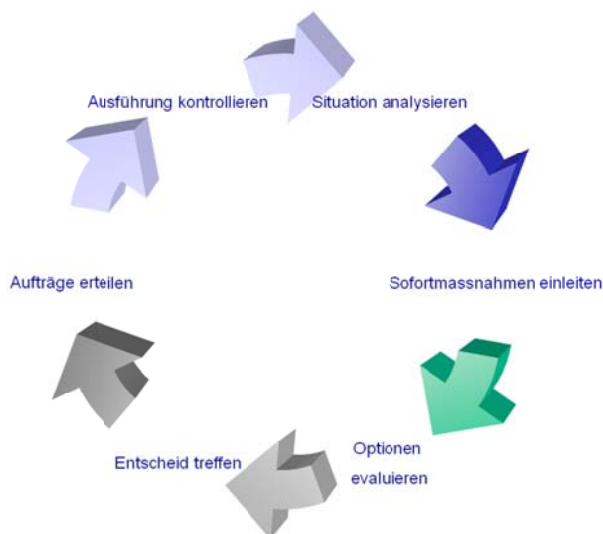 Ausführung kontrollieren
Situation analysieren
Aufträge erteilen
Sofortmassnahmen einleiten
Entscheid treffen
Optionen
evaluieren